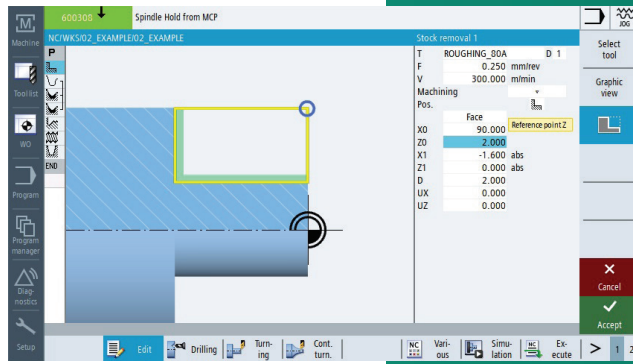 600308 Spindle Hold from MCP
JOG
Machine
NC/WKS/02_EXAMPLE/02_EXAMPLE
Stock removal 1
Select
tool
P
T ROUGHING_80A D 1
F 0.250 mm/rev
V 300.000 m/min
Machining
Pos.
Face
X0 90.000
Reference point Z
Z0 2.000
X1 -1.600 abs
Z1 0.000 abs
D 2.000
UX 0.000
UZ 0.000
Graphic
view
Tool list
WO
END
Program
Program
manager
Diag-
nostics
Setup
Cancel
Accept
Edit
Drilling
Turn-
ing
Cont.
turn.
NC
Vari-
ous
Simu-
lation
NC
Ex-
ecute
1 2